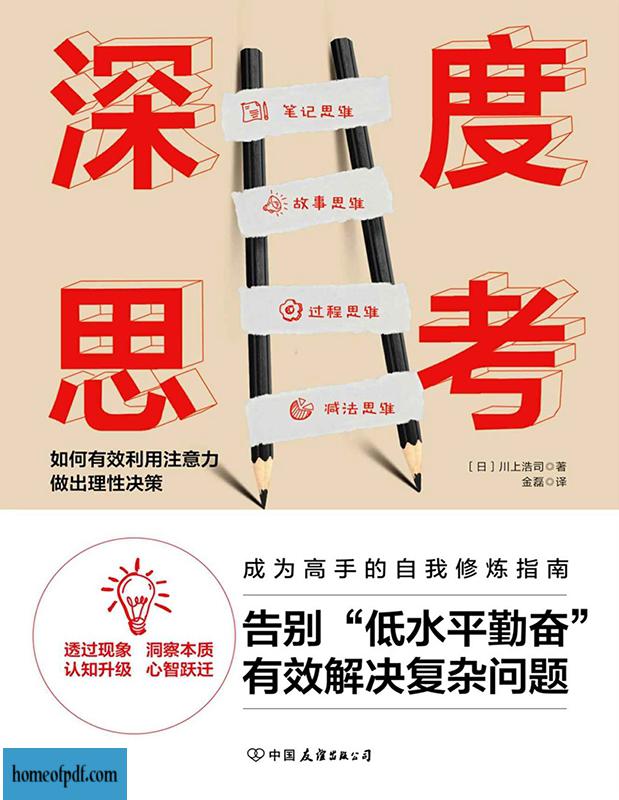 深度
思考
笔记思维
故事思维
过程思维
减法思维
如何有效利用注意力
做出理性决策
［日］川上浩司◎著
金磊◎译
成为高手的自我修炼指南
告别“低水平勤奋”
有效解决复杂问题
透过现象 洞察本质
认知升级 心智跃迁
中国友谊出版公司
homeofpdf.com